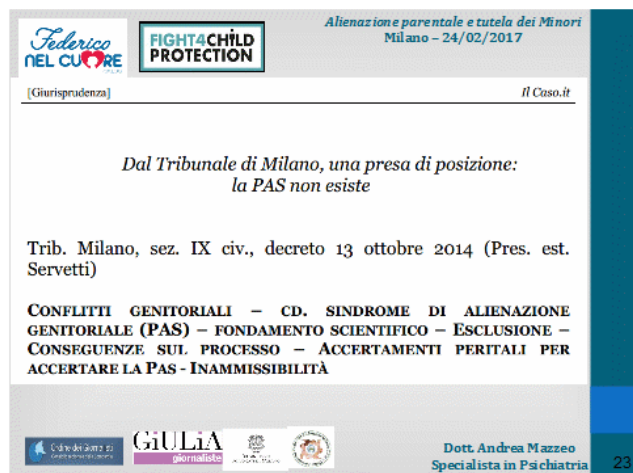 Federico
NEL CUORE
FIGHT4CHILD
PROTECTION
Alienazione parentale e tutela dei Minori
Milano – 24/02/2017
[Giurisprudenza]
Il Caso.it
Dal Tribunale di Milano, una presa di posizione:
la PAS non esiste
Trib. Milano, sez. IX civ., decreto 13 ottobre 2014 (Pres. est.
Servetti)
CONFLITTI GENITORIALI – CD. SINDROME DI ALIENAZIONE
GENITORIALE (PAS) – FONDAMENTO SCIENTIFICO – ESCLUSIONE –
CONSEGUENZE SUL PROCESSO – ACCERTAMENTI PERITALI PER
ACCERTARE LA PAS - INAMMISSIBILITÀ
Ordine dei Giornalisti
GiULiA
giornaliste
Dott. Andrea Mazzeo
Specialista in Psichiatria
23